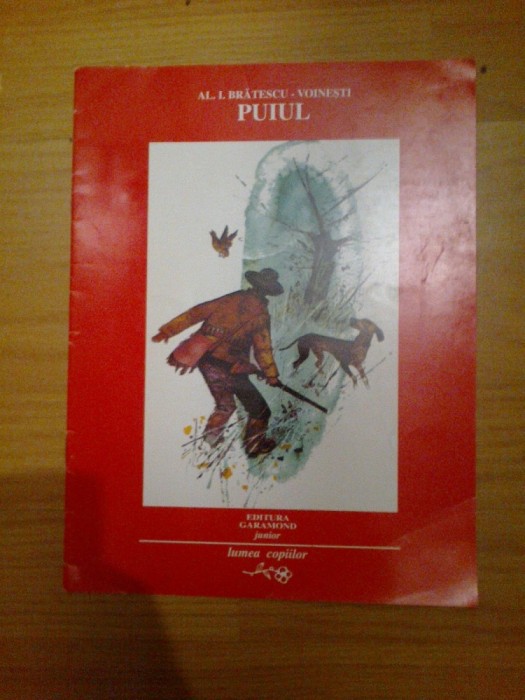 AL. I. BRĂTESCU - VOINEȘTI
PUIUL
EDITURA
GARAMOND
junior
lumea copiilor